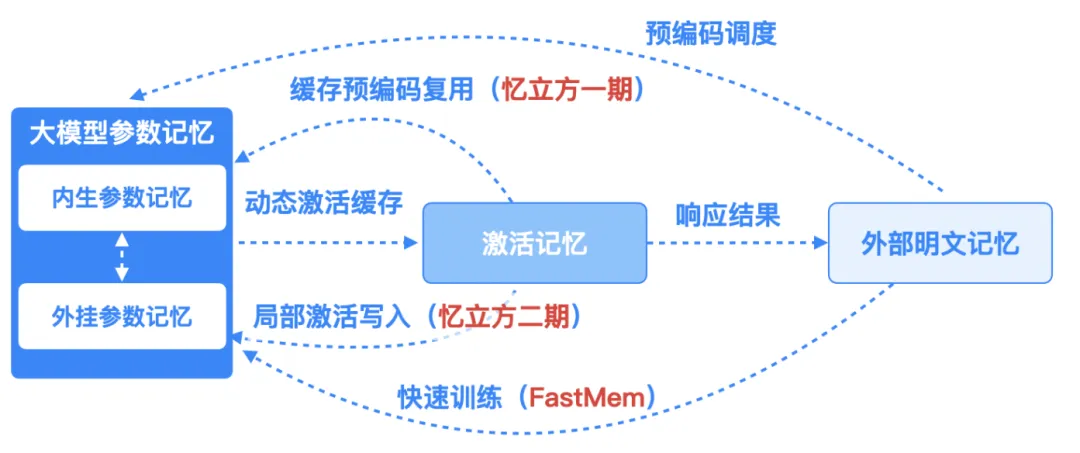 预编码调度
缓存预编码复用（忆立方一期）
大模型参数记忆
内生参数记忆
动态激活缓存
激活记忆
响应结果
外部明文记忆
外挂参数记忆
局部激活写入（忆立方二期）
快速训练（FastMem）